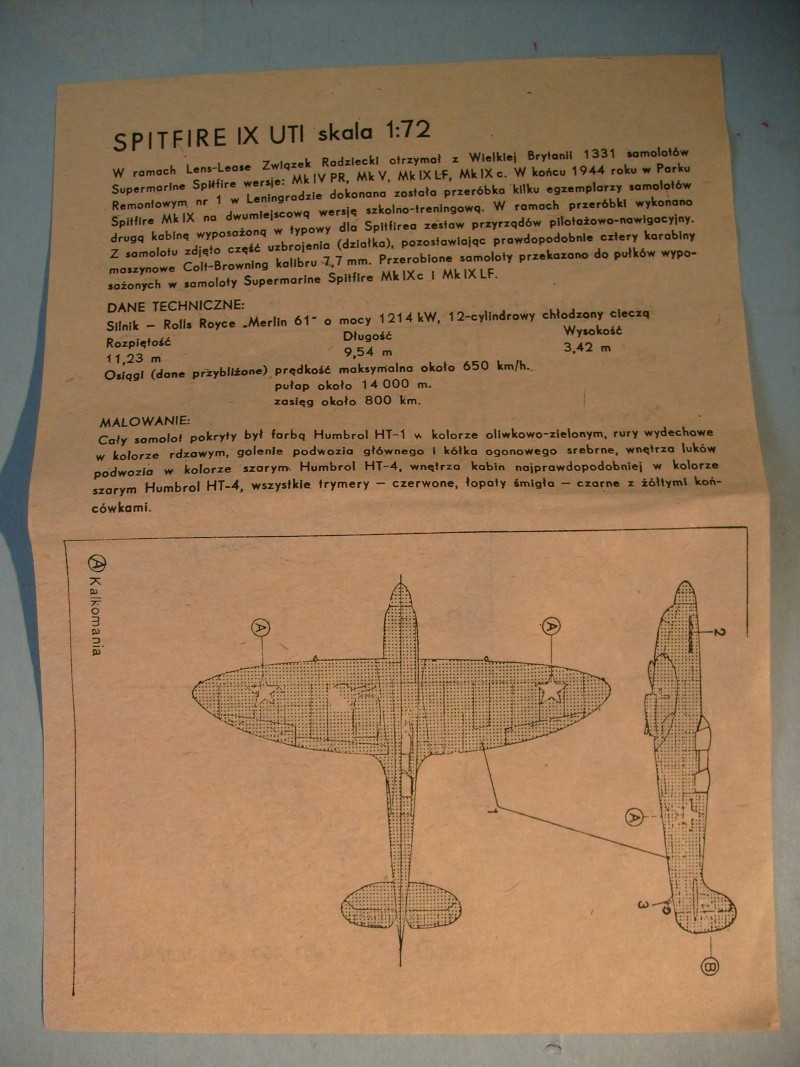 SPITFIRE IX UTI skala 1:72
W ramach Lens-Lease Związek Radziecki otrzymał z Wielkiej Brytanii 1331 samolotów
Supermarine Spitfire wersje: Mk IV PR, Mk V, Mk IX LF, Mk IX c. W końcu 1944 roku w Parku
Remontowym nr 1 w Leningradzie dokonana została przeróbka kilku egzemplarzy samolotów
Spitfire Mk IX na dwumiejscową wersję szkolno-treningową. W ramach przeróbki wykonano
drugą kabinę wyposażoną w typowy dla Spitfirea zestaw przyrządów pilotażowo-nawigacyjny.
Z samolotu zdjęto część uzbrojenia (działka), pozostawiając prawdopodobnie cztery karabiny
maszynowe Colt-Browning kalibru 7,7 mm. Przerobione samoloty przekazano do pułków wypo-
sażonych w samoloty Supermarine Spitfire Mk IXc i Mk IX LF.
DANE TECHNICZNE:
Silnik — Rolls Royce „Merlin 61" o mocy 1214 kW, 12-cylindrowy chłodzony cieczą
Rozpiętość Długość Wysokość
11,23 m 9,54 m 3,42 m
Osiągi (dane przybliżone) prędkość maksymalna około 650 km/h.
pułap około 14 000 m.
zasięg około 800 km.
MALOWANIE:
Cały samolot pokryty był farbą Humbrol HT-1 w kolorze oliwkowo-zielonym, rury wydechowe
w kolorze rdzawym, golenie podwozia głównego i kółka ogonowego srebrne, wnętrza luków
podwozia w kolorze szarym Humbrol HT-4, wnętrza kabin najprawdopodobniej w kolorze
szarym Humbrol HT-4, wszystkie trymery — czerwone, łopaty śmigła — czarne z żółtymi koń-
cówkami.
A Kalkomania
A
A
2
1
A
3
B